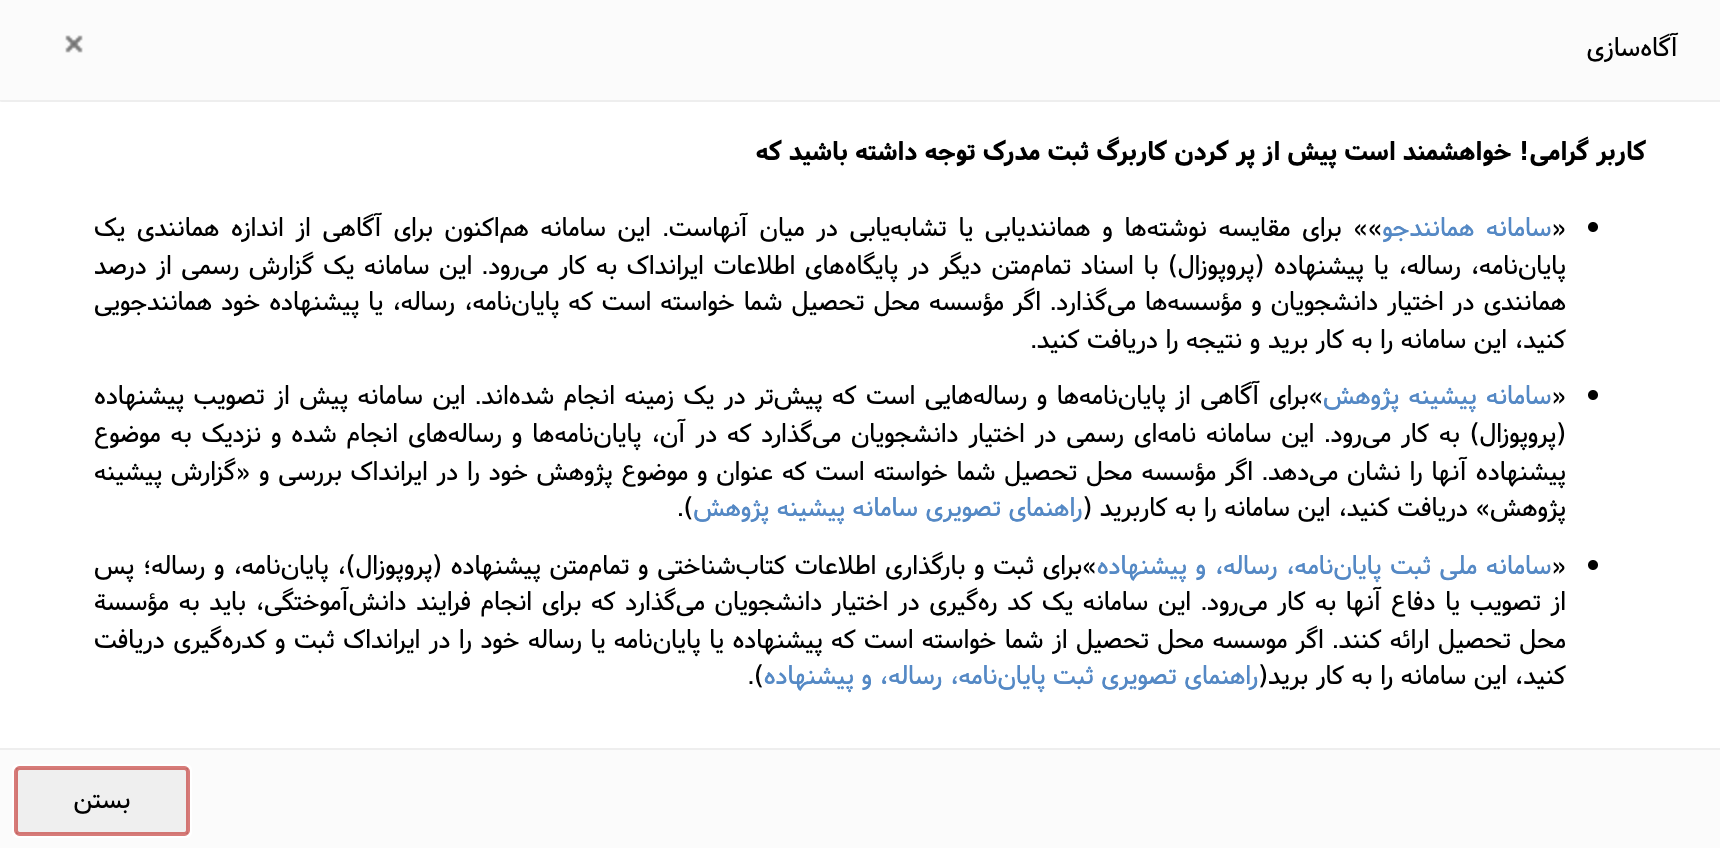 آگاه‌سازی
×
کاربر گرامی! خواهشمند است پیش از پر کردن کاربرگ ثبت مدرک توجه داشته باشید که
• «سامانه همانندجو»» برای مقایسه نوشته‌ها و همانندیابی یا تشابه‌یابی در میان آنهاست. این سامانه هم‌اکنون برای آگاهی از اندازه همانندی یک
پایان‌نامه، رساله، یا پیشنهاده (پروپوزال) با اسناد تمام‌متن دیگر در پایگاه‌های اطلاعات ایرانداک به کار می‌رود. این سامانه یک گزارش رسمی از درصد
همانندی در اختیار دانشجویان و مؤسسه‌ها می‌گذارد. اگر مؤسسه محل تحصیل شما خواسته است که پایان‌نامه، رساله، یا پیشنهاده خود همانندجویی
کنید، این سامانه را به کار برید و نتیجه را دریافت کنید.
• «سامانه پیشینه پژوهش»برای آگاهی از پایان‌نامه‌ها و رساله‌هایی است که پیش‌تر در یک زمینه انجام شده‌اند. این سامانه پیش از تصویب پیشنهاده
(پروپوزال) به کار می‌رود. این سامانه نامه‌ای رسمی در اختیار دانشجویان می‌گذارد که در آن، پایان‌نامه‌ها و رساله‌های انجام شده و نزدیک به موضوع
پیشنهاده آنها را نشان می‌دهد. اگر مؤسسه محل تحصیل شما خواسته است که عنوان و موضوع پژوهش خود را در ایرانداک بررسی و «گزارش پیشینه
پژوهش» دریافت کنید، این سامانه را به کاربرید (راهنمای تصویری سامانه پیشینه پژوهش).
• «سامانه ملی ثبت پایان‌نامه، رساله، و پیشنهاده»برای ثبت و بارگذاری اطلاعات کتاب‌شناختی و تمام‌متن پیشنهاده (پروپوزال)، پایان‌نامه، و رساله؛ پس
از تصویب یا دفاع آنها به کار می‌رود. این سامانه یک کد ره‌گیری در اختیار دانشجویان می‌گذارد که برای انجام فرایند دانش‌آموختگی، باید به مؤسسة
محل تحصیل ارائه کنند. اگر موسسه محل تحصیل از شما خواسته است که پیشنهاده یا پایان‌نامه یا رساله خود را در ایرانداک ثبت و کدره‌گیری دریافت
کنید، این سامانه را به کار برید(راهنمای تصویری ثبت پایان‌نامه، رساله، و پیشنهاده).
بستن